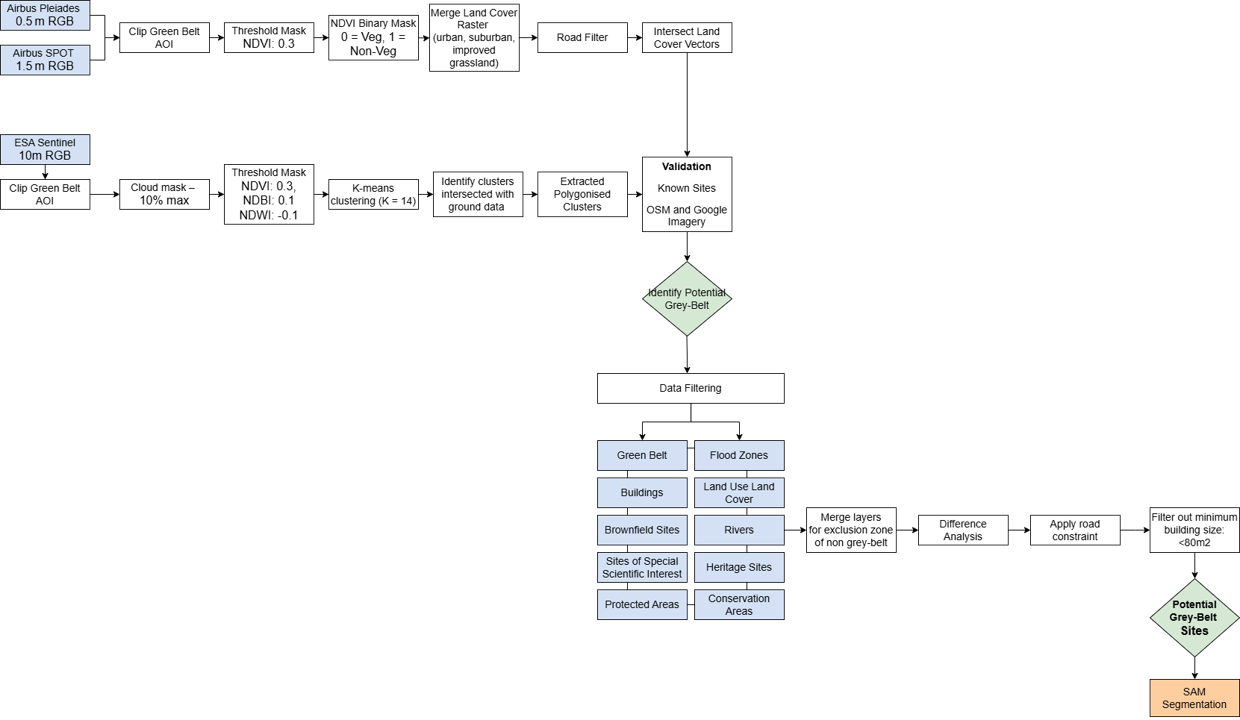 Airbus Pleiades
0.5 m RGB
Airbus SPOT
1.5 m RGB
Clip Green Belt
AOI
Threshold Mask
NDVI: 0.3
NDVI Binary Mask
0 = Veg, 1 =
Non-Veg
Merge Land Cover
Raster
(urban, suburban,
improved
grassland)
Road Filter
Intersect Land
Cover Vectors
ESA Sentinel
10m RGB
Clip Green Belt
AOI
Cloud mask –
10% max
Threshold Mask
NDVI: 0.3,
NDBI: 0.1
NDWI: -0.1
K-means
clustering (K = 14)
Identify clusters
intersected with
ground data
Extracted
Polygonised
Clusters
Validation
Known Sites
OSM and Google
Imagery
Identify Potential
Grey-Belt
Data Filtering
Green Belt
Flood Zones
Buildings
Land Use Land
Cover
Brownfield Sites
Rivers
Sites of Special
Scientific Interest
Heritage Sites
Protected Areas
Conservation
Areas
Merge layers
for exclusion zone
of non grey-belt
Difference
Analysis
Apply road
constraint
Filter out minimum
building size:
<80m2
Potential
Grey-Belt
Sites
SAM
Segmentation